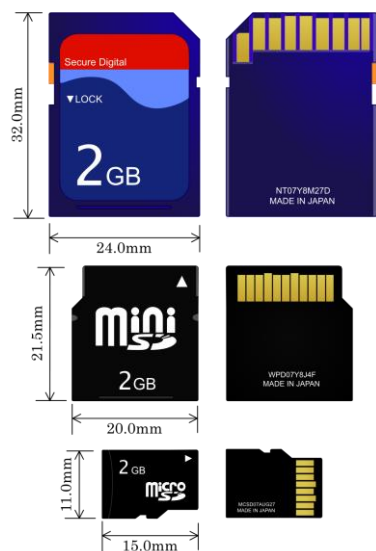 Secure Digital
▼LOCK
2GB
32.0mm
24.0mm
NT07Y8M27D
MADE IN JAPAN
mini
SD
2GB
21.5mm
20.0mm
WPD07Y8J4F
MADE IN JAPAN
2GB
micro
SD
11.0mm
15.0mm
MCSD07AUG27
MADE IN JAPAN